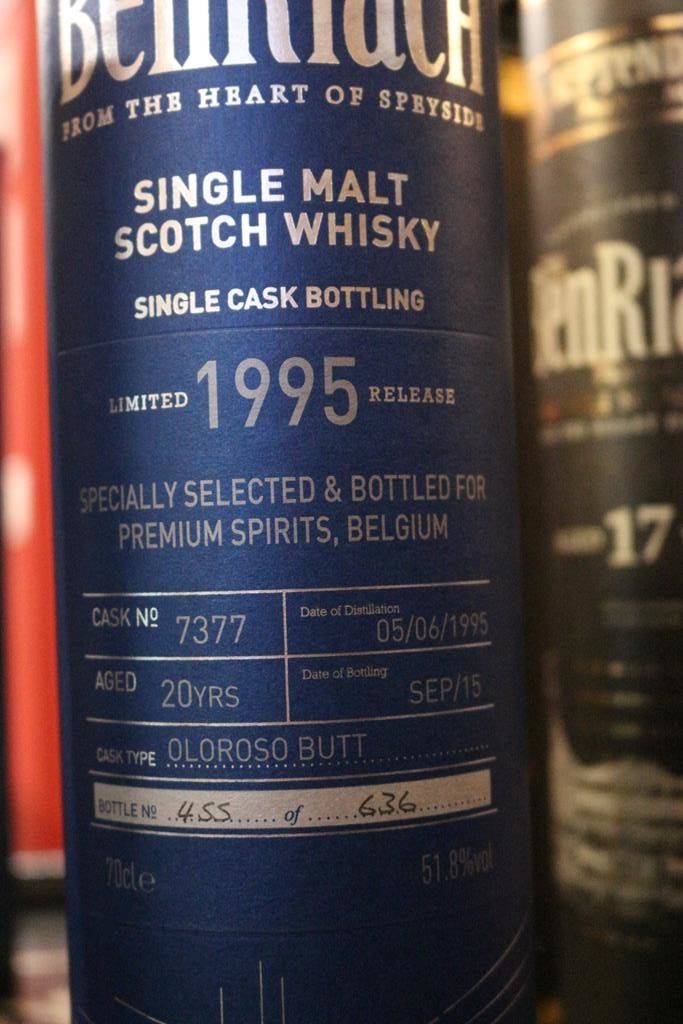 BenRiach
FROM THE HEART OF SPEYSIDE
SINGLE MALT
SCOTCH WHISKY
SINGLE CASK BOTTLING
LIMITED 1995 RELEASE
SPECIALLY SELECTED & BOTTLED FOR
PREMIUM SPIRITS, BELGIUM
CASK Nº 7377 Date of Distillation 05/06/1995
AGED 20YRS Date of Bottling: SEP/15
CASK TYPE OLOROSO BUTT
BOTTLE Nº 455 of 636
70cl e 51.8%vol
BenRia
AGED 17